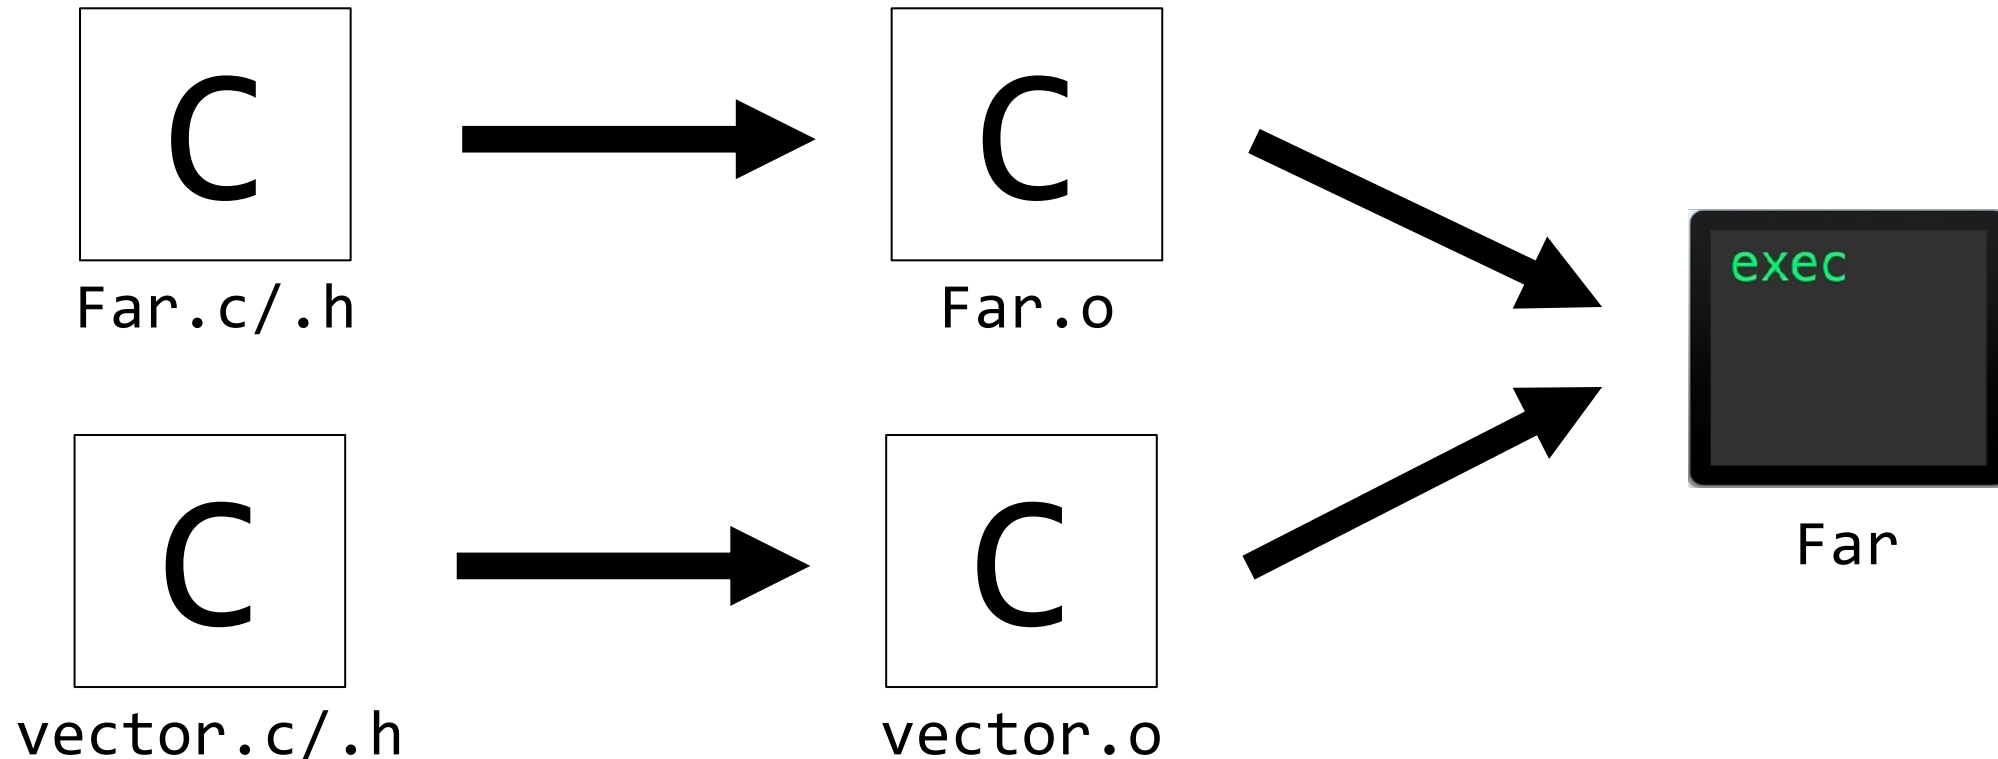 C
Far.c/.h
C
Far.o
C
vector.c/.h
C
vector.o
exec
Far